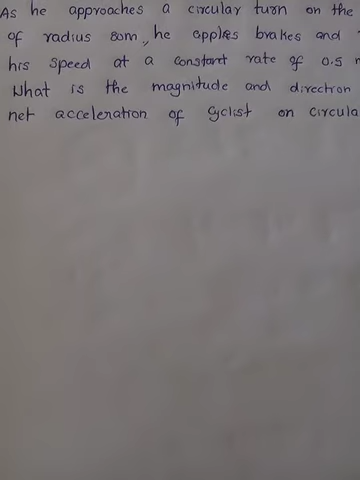 As he approaches a circular turn on the
of radius 80m, he applies brakes and
his speed at a constant rate of 0.5
What is the magnitude and direction
net acceleration of cyclist on circula